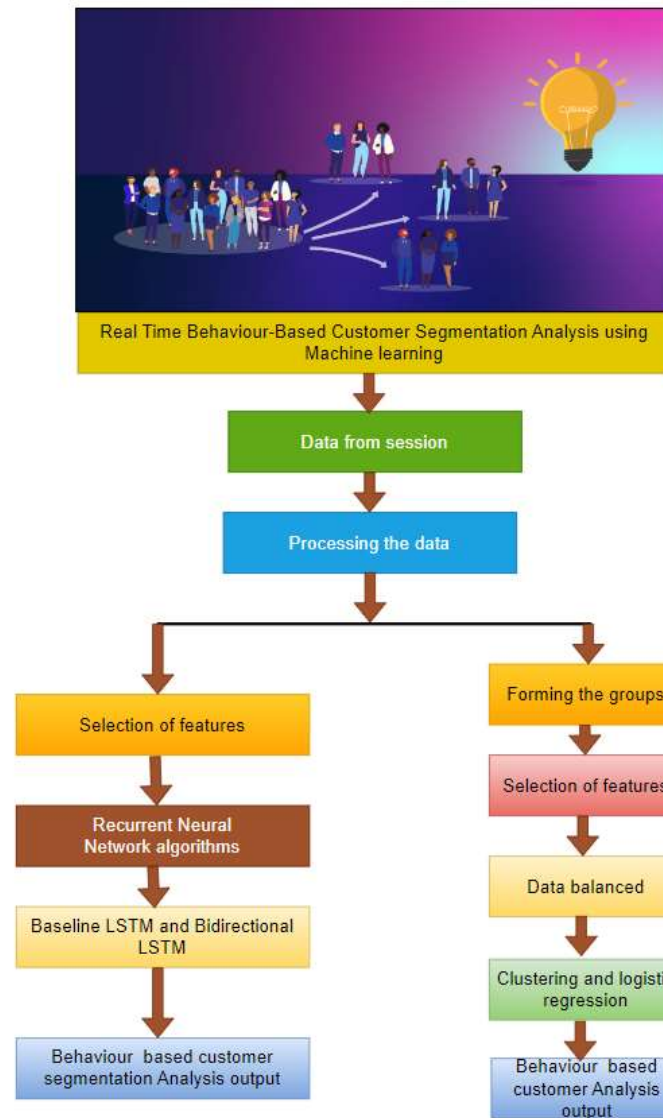 Real Time Behaviour-Based Customer Segmentation Analysis using
Machine learning
Data from session
Processing the data
Selection of features
Recurrent Neural
Network algorithms
Baseline LSTM and Bidirectional
LSTM
Behaviour based customer
segmentation Analysis output
Forming the groups
Selection of features
Data balanced
Clustering and logisti
regression
Behaviour based
customer Analysis
output